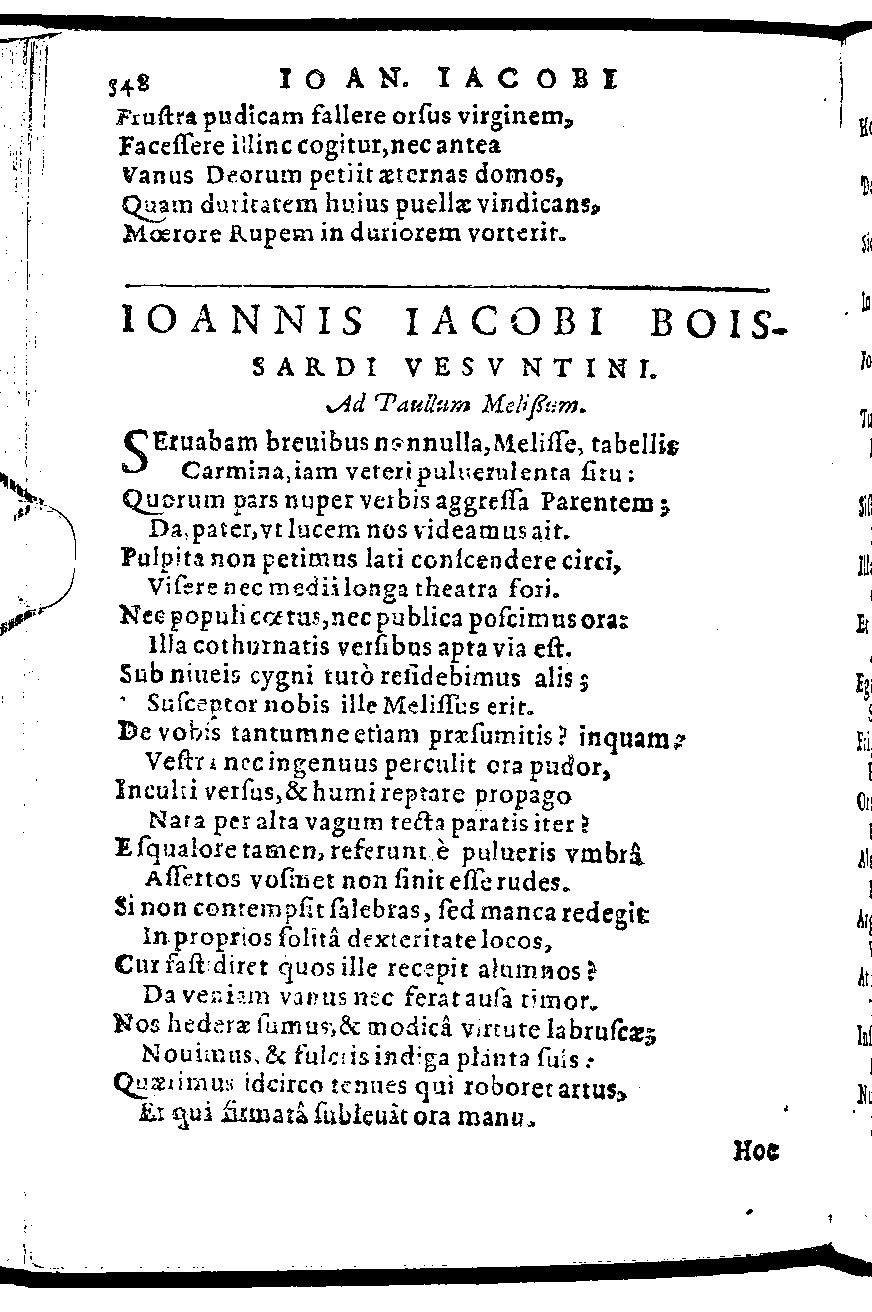 348 IOAN. IACOBI
Fruſtra pudicam fallere orſus virginem,
Faceſſere illinc cogitur, nec antea
Vanus Deorum petiit æternas domos,
Quam duritatem huius puellæ vindicans,
Mœrore Rupem in duriorem vorterit.
IOANNIS IACOBI BOIS-
SARDI VESVNTINI.
Ad Paullum Melißum.
SEruabam breuibus nonnulla, Meliſſe, tabellis
Carmina, iam veteri puluerulenta ſitu:
Quorum pars nuper verbis aggreſſa Parentem;
Da, pater, vt lucem nos videamus ait.
Pulpita non petimus lati conſcendere circi,
Viſere nec medii longa theatra fori.
Nec populi cœtus, nec publica poſcimus ora:
Illa cothurnatis verſibus apta via eſt.
Sub niueis cygni tutò reſidebimus alis;
Suſceptor nobis ille Meliſſus erit.
De vobis tantumne etiam præſumitis? inquam?
Veſtra nec ingenuus perculit ora pudor,
Inculti verſus, & humi reptare propago
Nata per alta vagum tecta paratis iter?
E ſqualore tamen, referunt, è pulueris vmbrâ
Aſſertos voſmet non ſinit eſſe rudes.
Si non contempſit ſalebras, ſed manca redegit
In proprios ſolitâ dexteritate locos,
Cur faſtidiret quos ille recepit alumnos?
Da veniam vanus nec ferat auſa timor.
Nos hederæ ſumus, & modicâ virtute labruſcæ;
Nouimus, & fulcris indiga planta ſuis:
Quærimus idcirco tenues qui roboret artus,
Et qui firmatâ ſubleuât ora manu.
Hoc